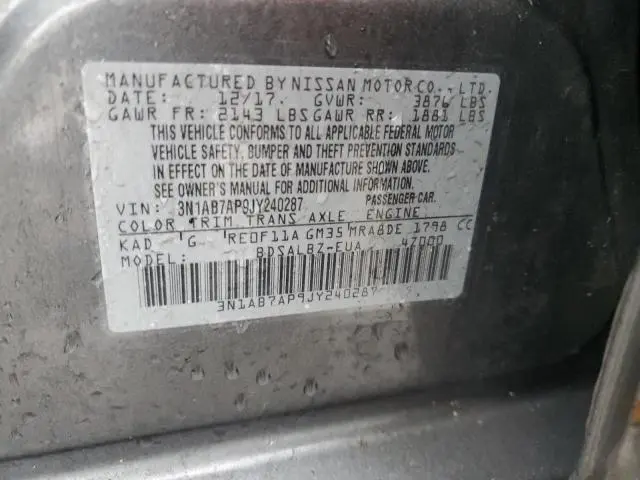 MANUFACTURED BY NISSAN MOTOR CO., LTD.
DATE: 12/17. GVWR: 3876 LBS
GAWR FR: 2143 LBS GAWR RR: 1881 LBS
THIS VEHICLE CONFORMS TO ALL APPLICABLE FEDERAL MOTOR
VEHICLE SAFETY, BUMPER AND THEFT PREVENTION STANDARDS
IN EFFECT ON THE DATE OF MANUFACTURE SHOWN ABOVE.
SEE OWNER'S MANUAL FOR ADDITIONAL INFORMATION.
VIN: 3N1AB7AP9JY240287 PASSENGER CAR.
COLOR TRIM TRANS AXLE ENGINE
KAD G RE0F11A GM35 MRA8DE 1798 CC
BDSALBZ-EUA 4Z000
3N1AB7AP9JY240287